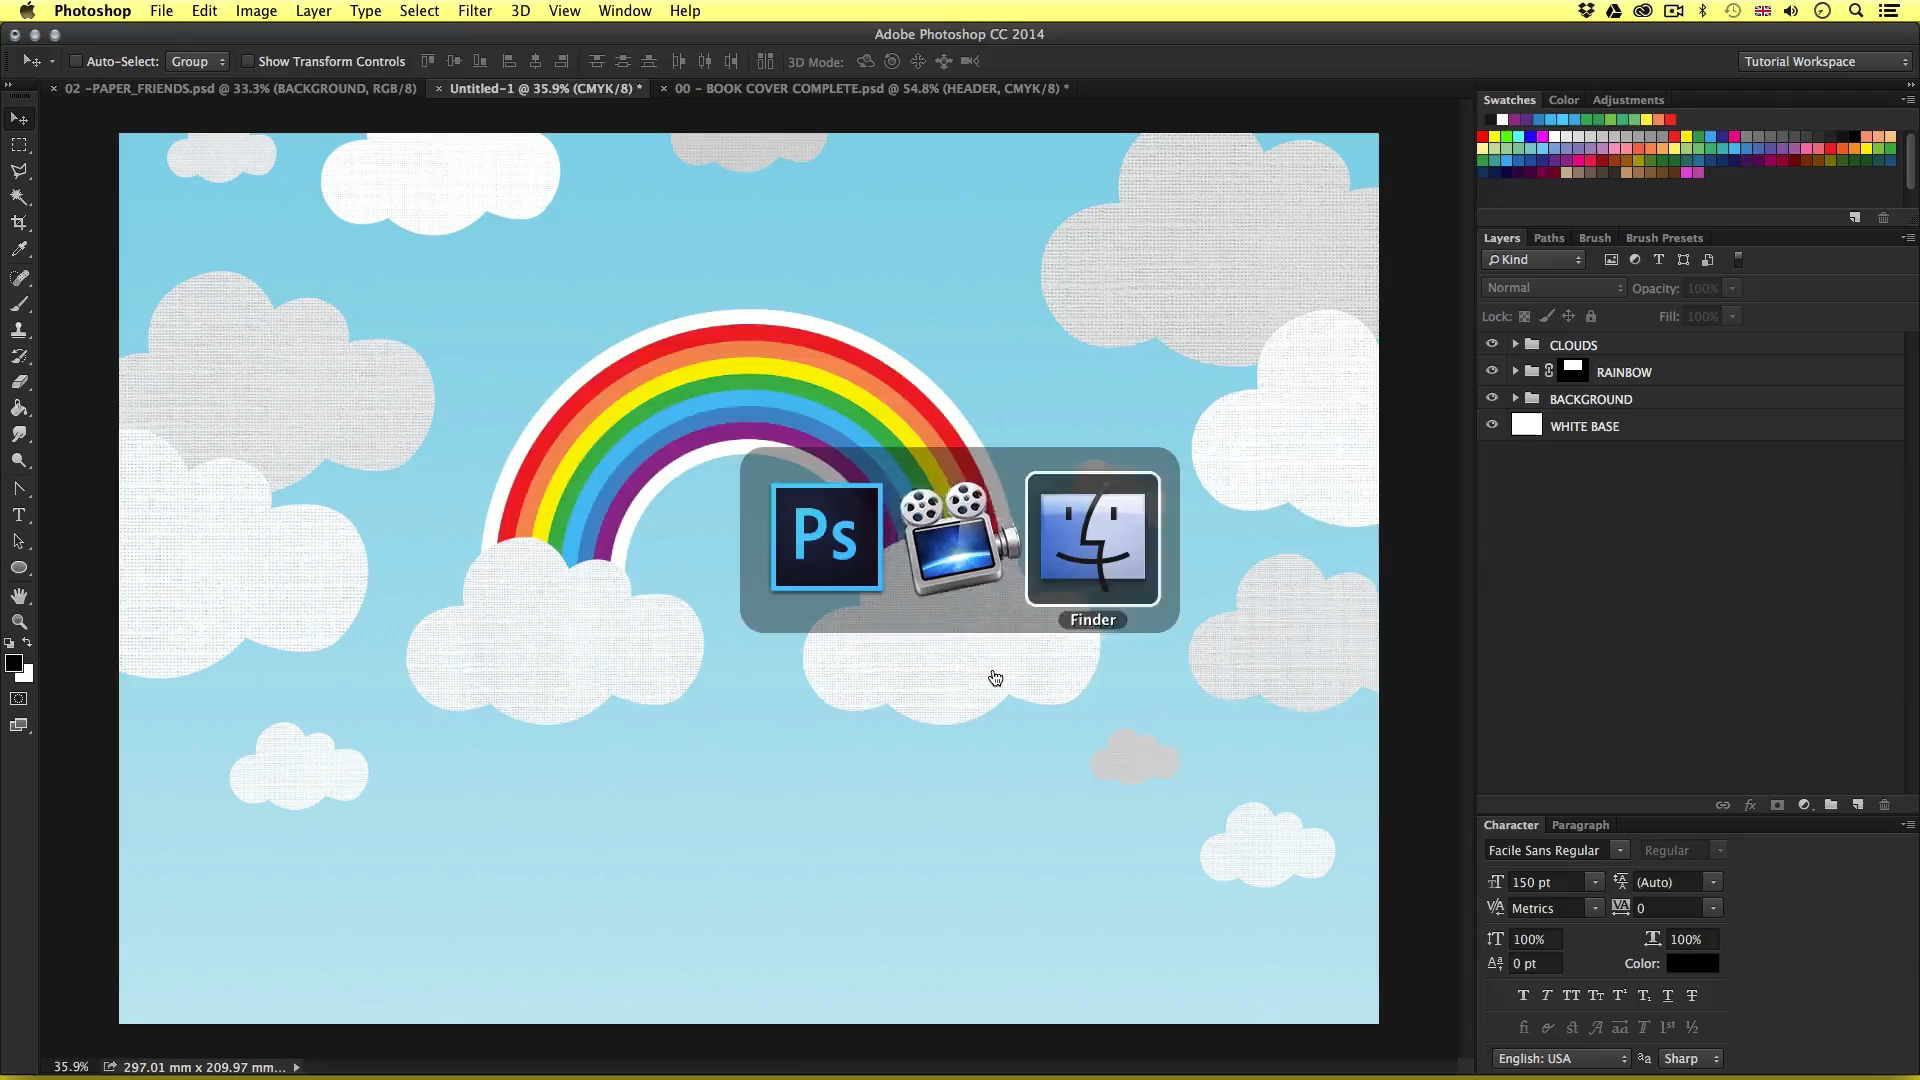 Photoshop File Edit Image Layer Type Select Filter 3D View Window Help
Adobe Photoshop CC 2014
Auto-Select: Group Show Transform Controls 3D Mode: Tutorial Workspace
02 -PAPER_FRIENDS.psd @ 33.3% (BACKGROUND, RGB/8) Untitled-1 @ 35.9% (CMYK/8) * 00 - BOOK COVER COMPLETE.psd @ 54.8% (HEADER, CMYK/8) *
Swatches Color Adjustments
Layers Paths Brush Brush Presets
Kind
Normal Opacity: 100%
Lock: Fill: 100%
CLOUDS
RAINBOW
BACKGROUND
WHITE BASE
Ps
Finder
Character Paragraph
Facile Sans Regular Regular
150 pt (Auto)
Metrics 0
100% 100%
0 pt Color:
English: USA Sharp
35.9% 297.01 mm x 209.97 mm...